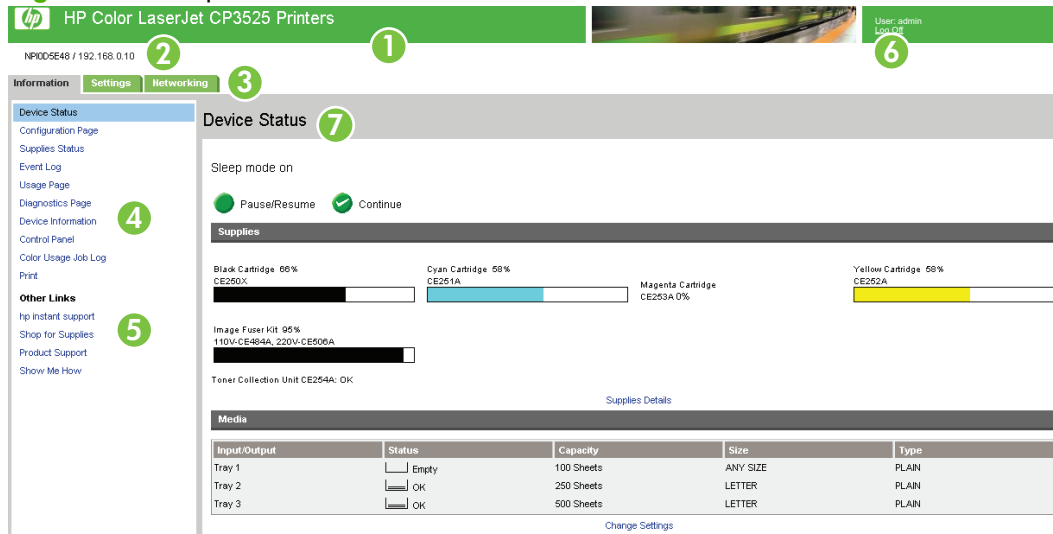 hp HP Color LaserJet CP3525 Printers
User: admin
Log Off
1
6
NPI0D5E48 / 192.168.0.10 2
Information Settings Networking 3
Device Status
Configuration Page
Supplies Status
Event Log
Usage Page
Diagnostics Page
Device Information
4
Control Panel
Color Usage Job Log
Print
Other Links
hp instant support
Shop for Supplies
5
Product Support
Show Me How
Device Status 7
Sleep mode on
Pause/Resume Continue
Supplies
Black Cartridge 66%
CE250X
Cyan Cartridge 58%
CE251A
Magenta Cartridge
CE253A 0%
Yellow Cartridge 58%
CE252A
Image Fuser Kit 95%
110V-CE484A, 220V-CE506A
Toner Collection Unit CE254A: OK
Supplies Details
Media
Input/Output Status Capacity Size Type
Tray 1 Empty 100 Sheets ANY SIZE PLAIN
Tray 2 OK 250 Sheets LETTER PLAIN
Tray 3 OK 500 Sheets LETTER PLAIN
Change Settings